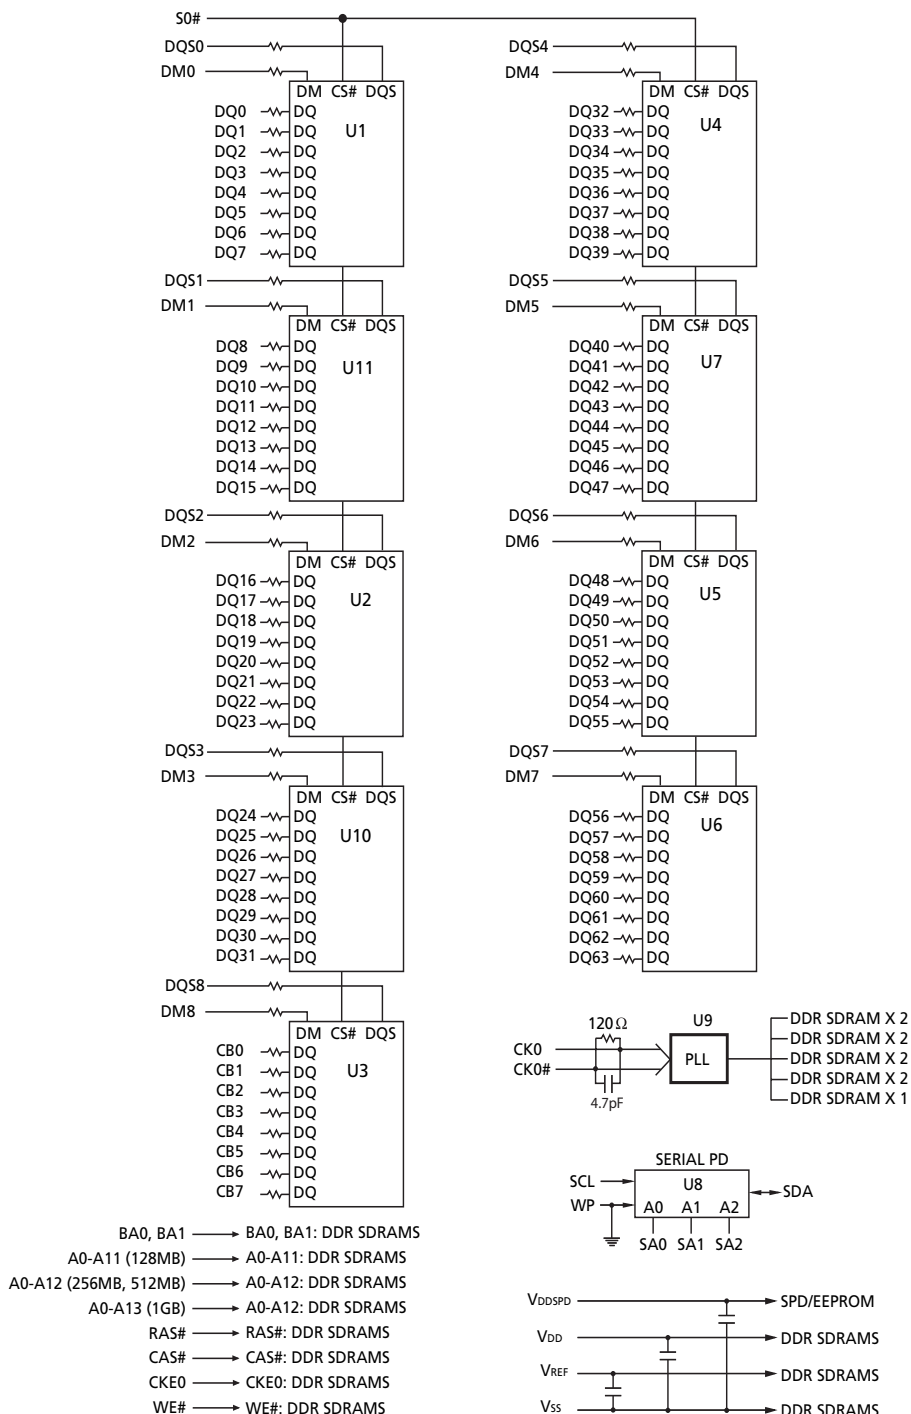 S0#
DQS0
DM0
DM CS# DQS
U1
DQ0 DQ
DQ1 DQ
DQ2 DQ
DQ3 DQ
DQ4 DQ
DQ5 DQ
DQ6 DQ
DQ7 DQ
DQS1
DM1
DM CS# DQS
U11
DQ8 DQ
DQ9 DQ
DQ10 DQ
DQ11 DQ
DQ12 DQ
DQ13 DQ
DQ14 DQ
DQ15 DQ
DQS2
DM2
DM CS# DQS
U2
DQ16 DQ
DQ17 DQ
DQ18 DQ
DQ19 DQ
DQ20 DQ
DQ21 DQ
DQ22 DQ
DQ23 DQ
DQS3
DM3
DM CS# DQS
U10
DQ24 DQ
DQ25 DQ
DQ26 DQ
DQ27 DQ
DQ28 DQ
DQ29 DQ
DQ30 DQ
DQ31 DQ
DQS8
DM8
DM CS# DQS
U3
CB0 DQ
CB1 DQ
CB2 DQ
CB3 DQ
CB4 DQ
CB5 DQ
CB6 DQ
CB7 DQ
DQS4
DM4
DM CS# DQS
U4
DQ32 DQ
DQ33 DQ
DQ34 DQ
DQ35 DQ
DQ36 DQ
DQ37 DQ
DQ38 DQ
DQ39 DQ
DQS5
DM5
DM CS# DQS
U7
DQ40 DQ
DQ41 DQ
DQ42 DQ
DQ43 DQ
DQ44 DQ
DQ45 DQ
DQ46 DQ
DQ47 DQ
DQS6
DM6
DM CS# DQS
U5
DQ48 DQ
DQ49 DQ
DQ50 DQ
DQ51 DQ
DQ52 DQ
DQ53 DQ
DQ54 DQ
DQ55 DQ
DQS7
DM7
DM CS# DQS
U6
DQ56 DQ
DQ57 DQ
DQ58 DQ
DQ59 DQ
DQ60 DQ
DQ61 DQ
DQ62 DQ
DQ63 DQ
120Ω
U9
CK0
CK0#
PLL
4.7pF
DDR SDRAM X 2
DDR SDRAM X 2
DDR SDRAM X 2
DDR SDRAM X 2
DDR SDRAM X 1
SERIAL PD
SCL
U8
SDA
WP
A0 A1 A2
SA0 SA1 SA2
BA0, BA1 BA0, BA1: DDR SDRAMS
A0-A11 (128MB) A0-A11: DDR SDRAMS
A0-A12 (256MB, 512MB) A0-A12: DDR SDRAMS
A0-A13 (1GB) A0-A12: DDR SDRAMS
RAS# RAS#: DDR SDRAMS
CAS# CAS#: DDR SDRAMS
CKE0 CKE0: DDR SDRAMS
WE# WE#: DDR SDRAMS
VDDSPD SPD/EEPROM
VDD DDR SDRAMS
VREF DDR SDRAMS
VSS DDR SDRAMS